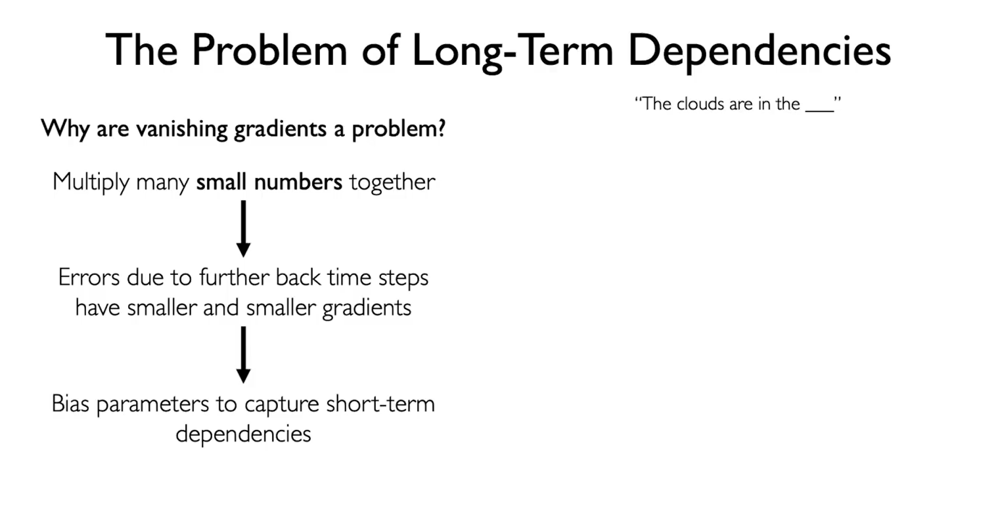 The Problem of Long-Term Dependencies
“The clouds are in the ___”
Why are vanishing gradients a problem?
Multiply many small numbers together
Errors due to further back time steps
have smaller and smaller gradients
Bias parameters to capture short-term
dependencies